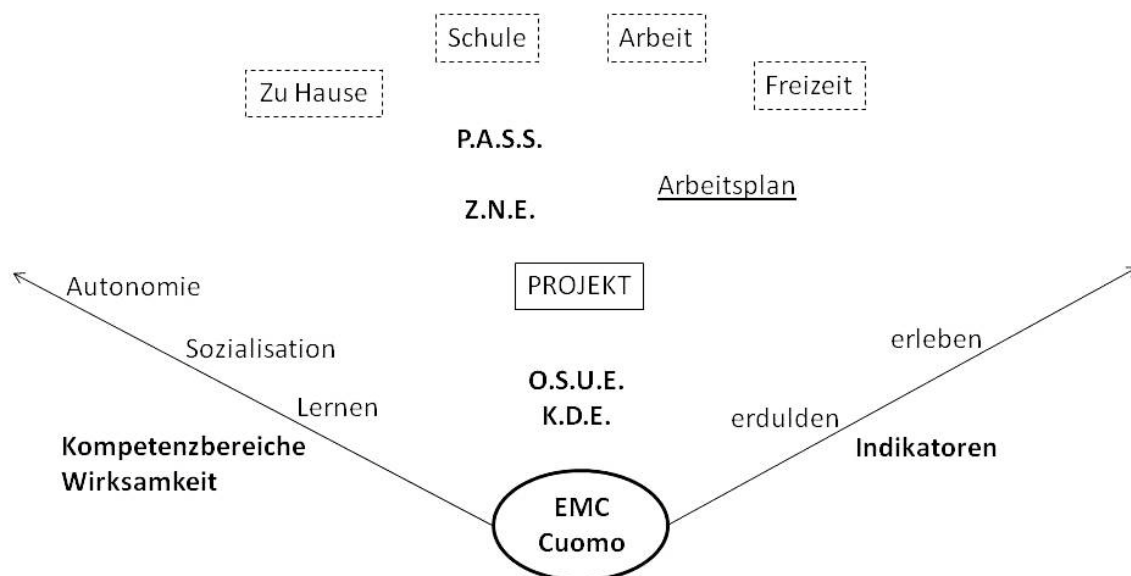 Schule
Arbeit
Zu Hause
Freizeit
P.A.S.S.
Arbeitsplan
Z.N.E.
Autonomie
PROJEKT
Sozialisation
erleben
O.S.U.E.
K.D.E.
Lernen
erdulden
Kompetenzbereiche
Wirksamkeit
Indikatoren
EMC
Cuomo